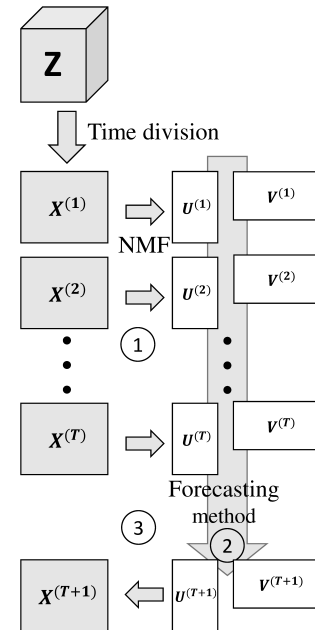 Z
Time division
X^(1) U^(1) V^(1)
NMF
X^(2) U^(2) V^(2)
1
X^(T) U^(T) V^(T)
Forecasting
3 method
2
X^(T+1) U^(T+1) V^(T+1)